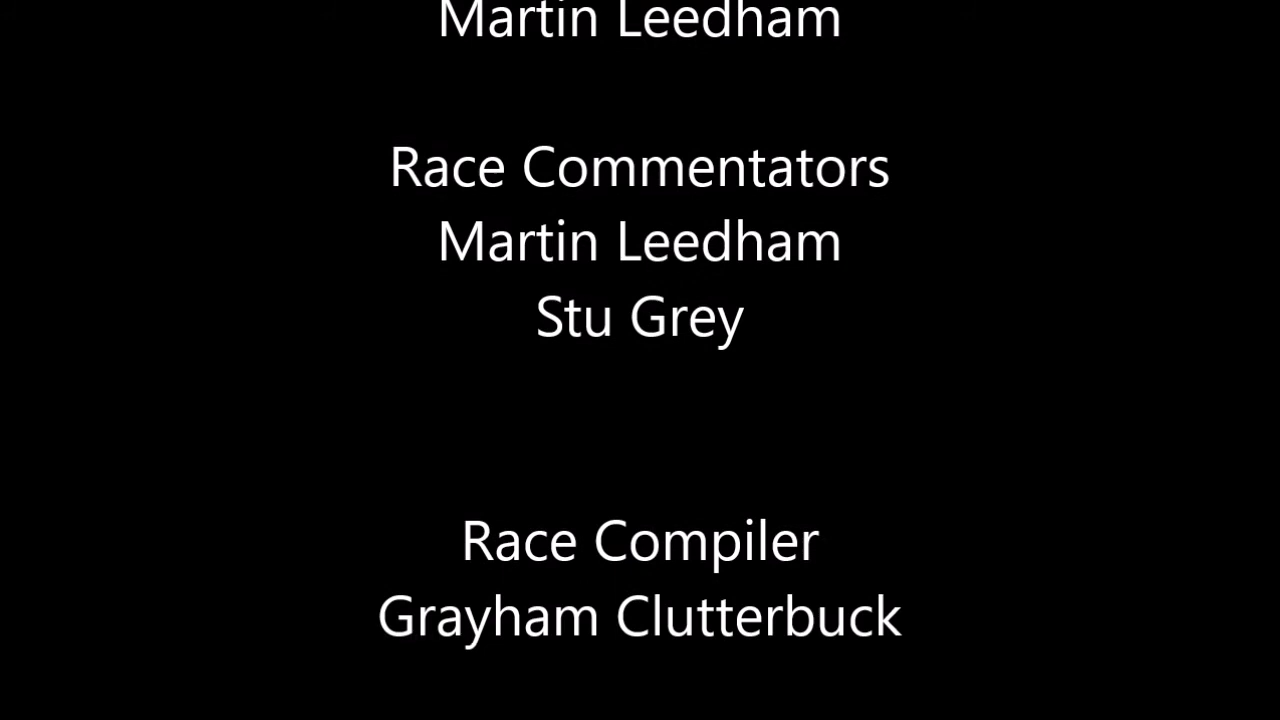 Martin Leedham
Race Commentators
Martin Leedham
Stu Grey
Race Compiler
Grayham Clutterbuck